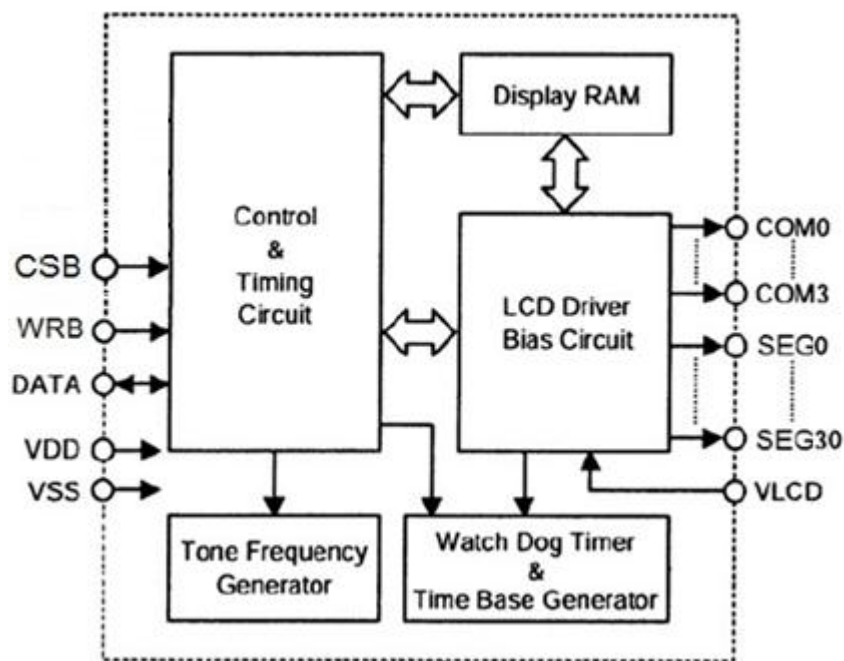 Control
&
Timing
Circuit
Display RAM
LCD Driver
Bias Circuit
Tone Frequency
Generator
Watch Dog Timer
&
Time Base Generator
CSB
WRB
DATA
VDD
VSS
COM0
COM3
SEG0
SEG30
VLCD